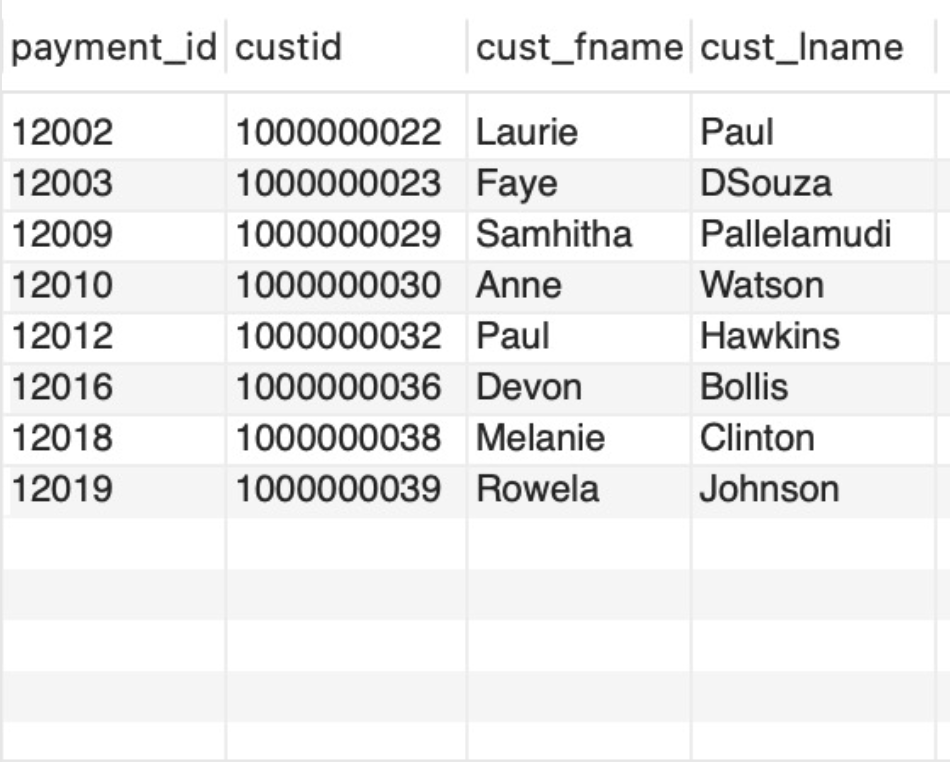 payment_id custid cust_fname cust_lname
12002 1000000022 Laurie Paul
12003 1000000023 Faye DSouza
12009 1000000029 Samhitha Pallelamudi
12010 1000000030 Anne Watson
12012 1000000032 Paul Hawkins
12016 1000000036 Devon Bollis
12018 1000000038 Melanie Clinton
12019 1000000039 Rowela Johnson